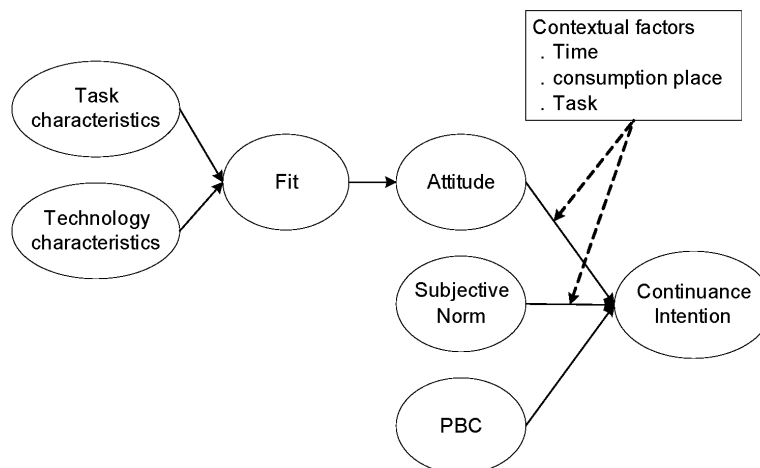 Contextual factors
. Time
. consumption place
. Task
Task
characteristics
Fit
Attitude
Technology
characteristics
Subjective
Norm
Continuance
Intention
PBC